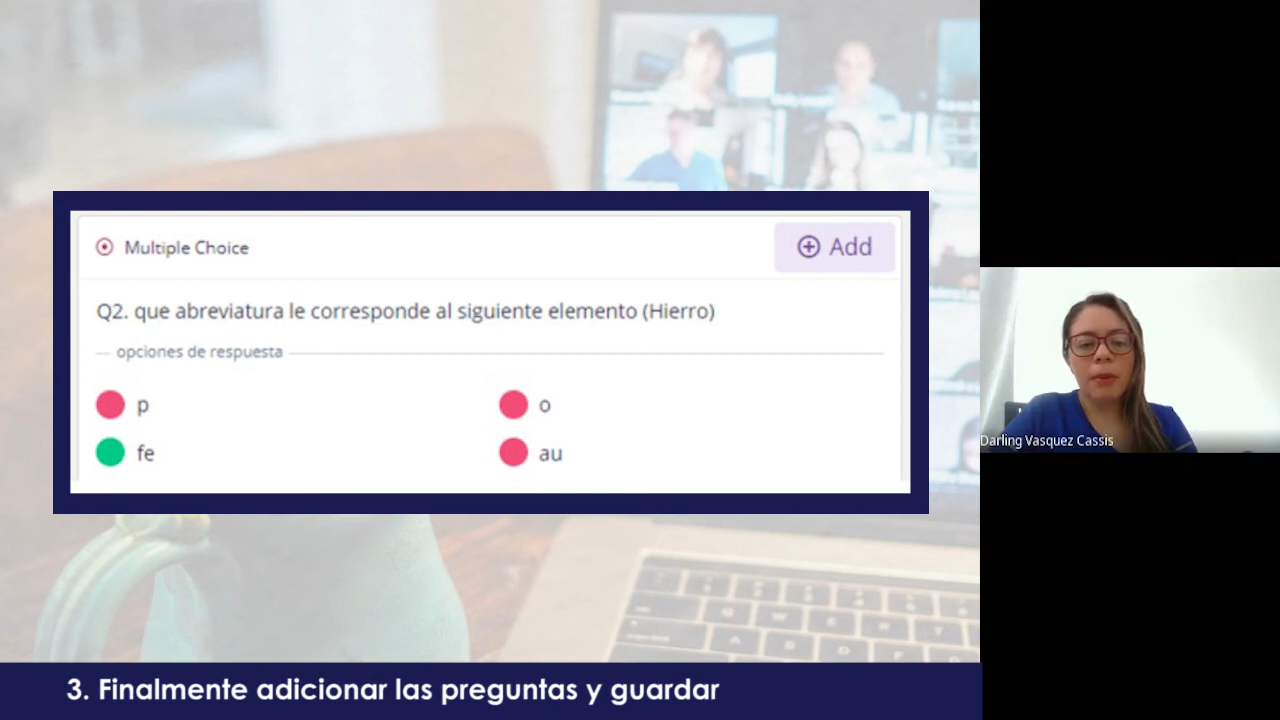 Multiple Choice
Add
Q2. que abreviatura le corresponde al siguiente elemento (Hierro)
opciones de respuesta
p
o
fe
au
Darling Vasquez Cassis
3. Finalmente adicionar las preguntas y guardar